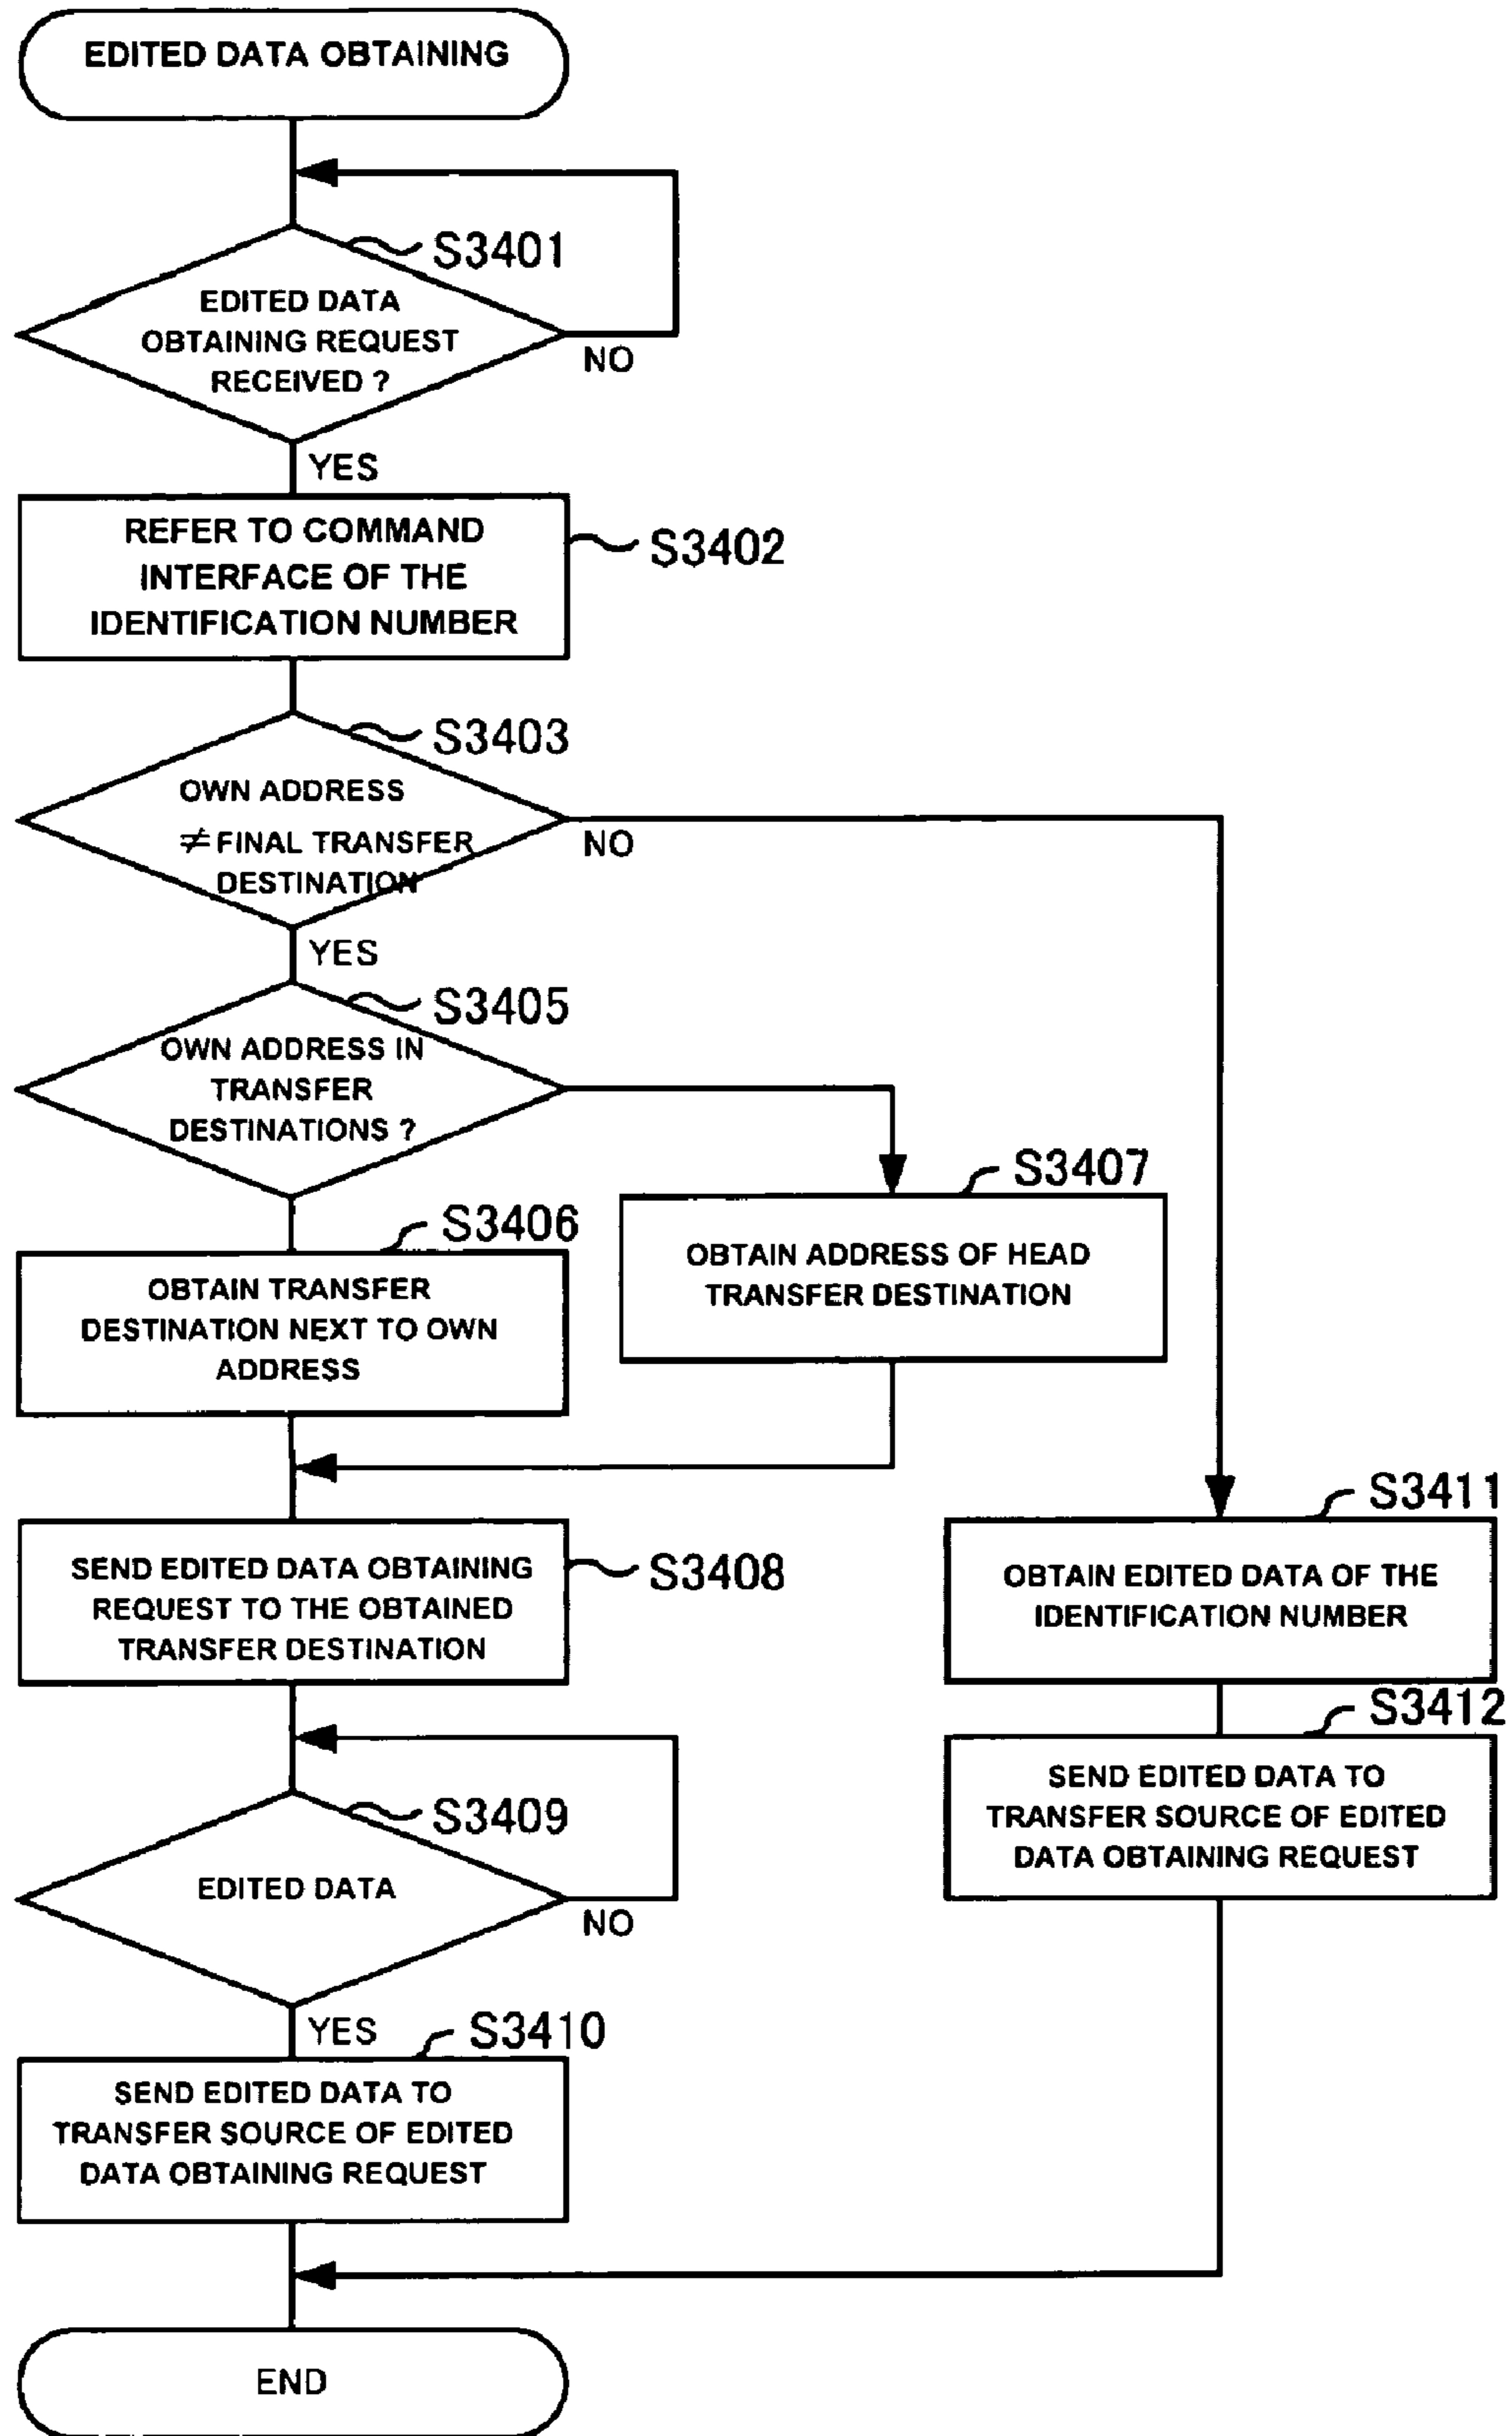 EDITED DATA OBTAINING
S3401
EDITED DATA
OBTAINING REQUEST
RECEIVED ?
NO
YES
REFER TO COMMAND
INTERFACE OF THE
IDENTIFICATION NUMBER
S3402
S3403
OWN ADDRESS
≠ FINAL TRANSFER
DESTINATION
NO
YES
S3405
OWN ADDRESS IN
TRANSFER
DESTINATIONS ?
S3407
OBTAIN ADDRESS OF HEAD
TRANSFER DESTINATION
S3406
OBTAIN TRANSFER
DESTINATION NEXT TO OWN
ADDRESS
S3408
SEND EDITED DATA OBTAINING
REQUEST TO THE OBTAINED
TRANSFER DESTINATION
S3411
OBTAIN EDITED DATA OF THE
IDENTIFICATION NUMBER
S3412
SEND EDITED DATA TO
TRANSFER SOURCE OF EDITED
DATA OBTAINING REQUEST
S3409
EDITED DATA
NO
YES
S3410
SEND EDITED DATA TO
TRANSFER SOURCE OF EDITED
DATA OBTAINING REQUEST
END